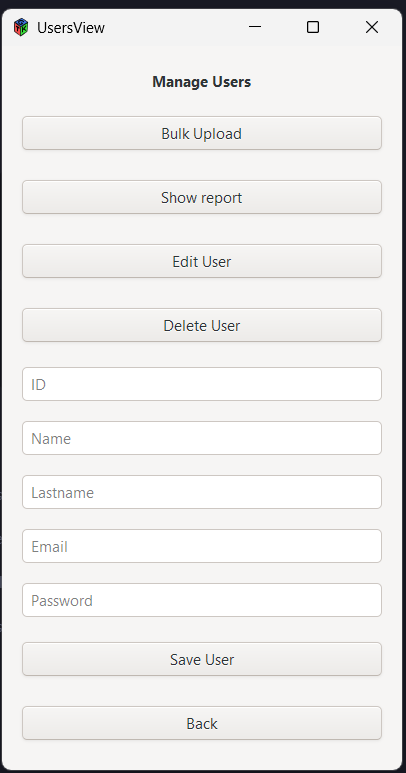 UsersView
Manage Users
Bulk Upload
Show report
Edit User
Delete User
ID
Name
Lastname
Email
Password
Save User
Back